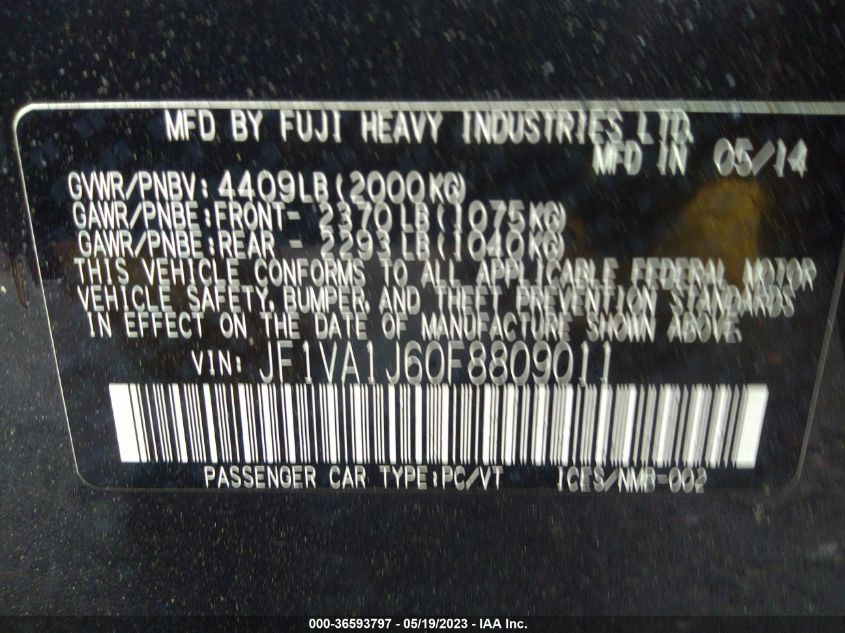 MFD BY FUJI HEAVY INDUSTRIES LTD.
MFD IN 05/14
GVWR/PNBV: 4409LB(2000KG)
GAWR/PNBE:FRONT- 2370LB(1075KG)
GAWR/PNBE:REAR - 2293LB(1040KG)
THIS VEHICLE CONFORMS TO ALL APPLICABLE FEDERAL MOTOR
VEHICLE SAFETY, BUMPER, AND THEFT PREVENTION STANDARDS
IN EFFECT ON THE DATE OF MANUFACTURE SHOWN ABOVE.
VIN: JF1VA1J60F8809011
PASSENGER CAR TYPE:PC/VT ICES/NMB-002
000-36593797 - 05/19/2023 - IAA Inc.